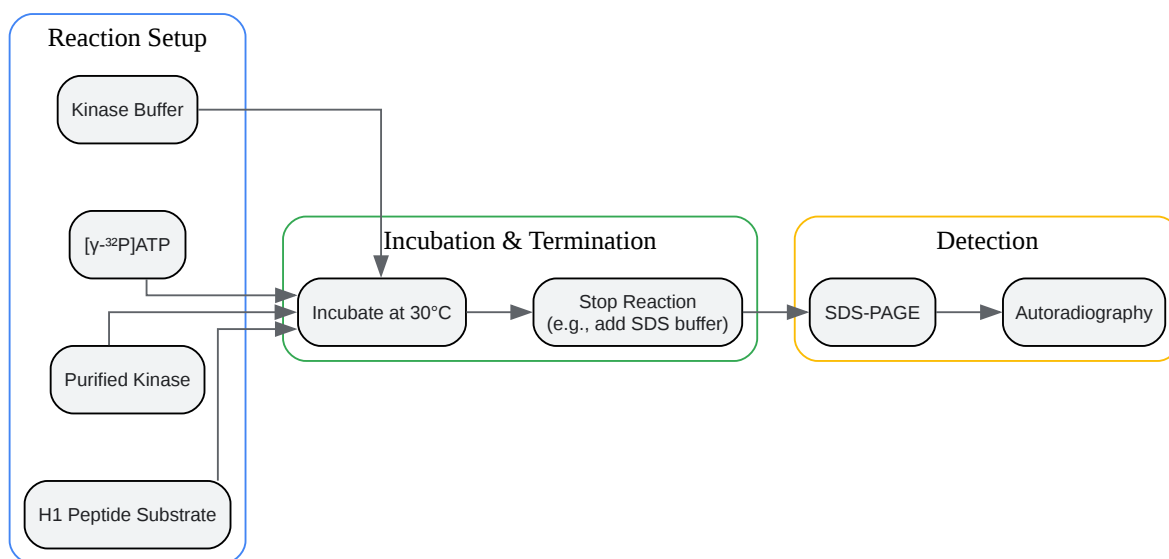 Reaction Setup
Kinase Buffer
[γ-³²P]ATP
Purified Kinase
H1 Peptide Substrate
Incubation & Termination
Incubate at 30°C
Stop Reaction
(e.g., add SDS buffer)
Detection
SDS-PAGE
Autoradiography